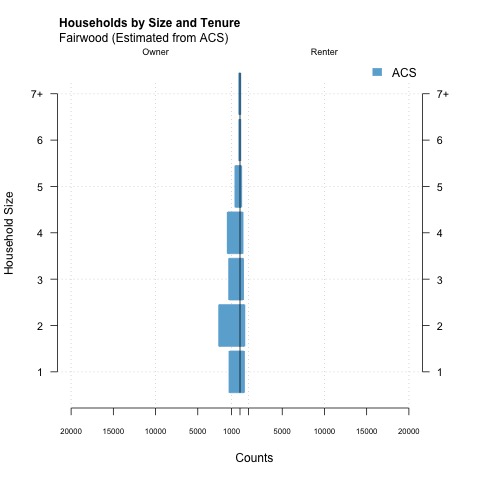 Households by Size and Tenure
Fairwood (Estimated from ACS)
Owner Renter
ACS
7+ 7+
6 6
5 5
4 4
3 3
2 2
1 1
Household Size
20000 15000 10000 5000 1000 5000 10000 15000 20000
Counts